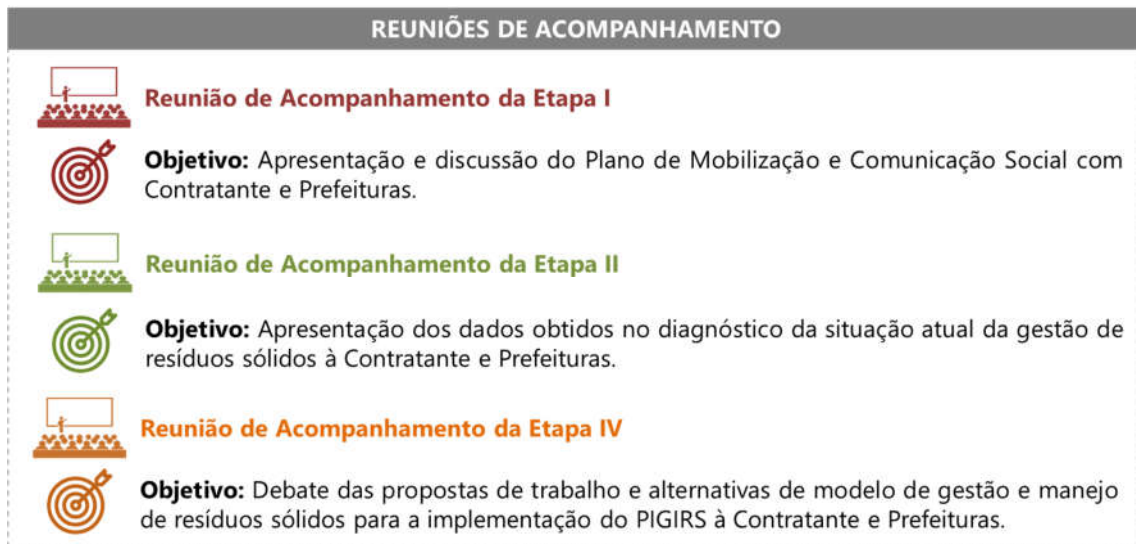 REUNIÕES DE ACOMPANHAMENTO
Reunião de Acompanhamento da Etapa I
Objetivo: Apresentação e discussão do Plano de Mobilização e Comunicação Social com
Contratante e Prefeituras.
Reunião de Acompanhamento da Etapa II
Objetivo: Apresentação dos dados obtidos no diagnóstico da situação atual da gestão de
resíduos sólidos à Contratante e Prefeituras.
Reunião de Acompanhamento da Etapa IV
Objetivo: Debate das propostas de trabalho e alternativas de modelo de gestão e manejo
de resíduos sólidos para a implementação do PIGIRS à Contratante e Prefeituras.